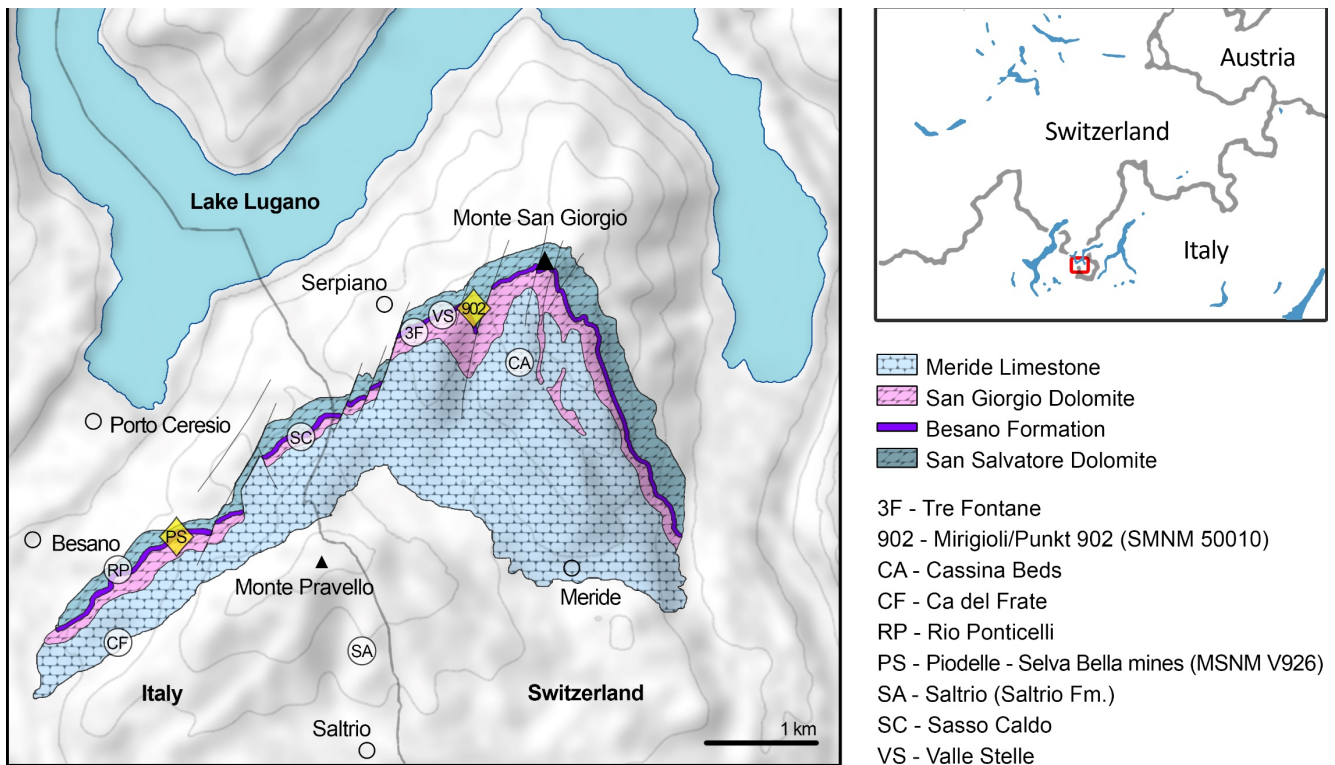 Lake Lugano
Monte San Giorgio
Serpiano
902
VS
3F
CA
Porto Ceresio
SC
PS
Besano
RP
Monte Pravello
Meride
CF
SA
Italy
Switzerland
Saltrio
1 km
Austria
Switzerland
Italy
Meride Limestone
San Giorgio Dolomite
Besano Formation
San Salvatore Dolomite
3F - Tre Fontane
902 - Mirigioli/Punkt 902 (SMNM 50010)
CA - Cassina Beds
CF - Ca del Frate
RP - Rio Ponticelli
PS - Piodelle - Selva Bella mines (MSNM V926)
SA - Saltrio (Saltrio Fm.)
SC - Sasso Caldo
VS - Valle Stelle